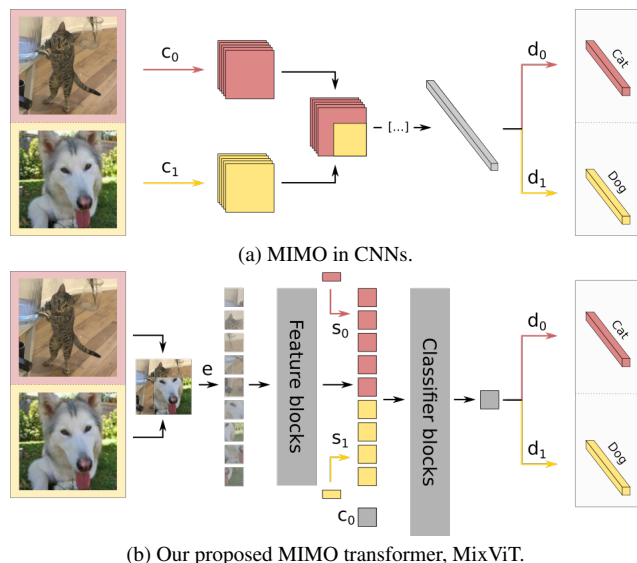 c₀
d₀
Cat
[...]
c₁
d₁
Dog
(a) MIMO in CNNs.
e
Feature blocks
s₀
s₁
c₀
Classifier blocks
d₀
Cat
d₁
Dog
(b) Our proposed MIMO transformer, MixViT.